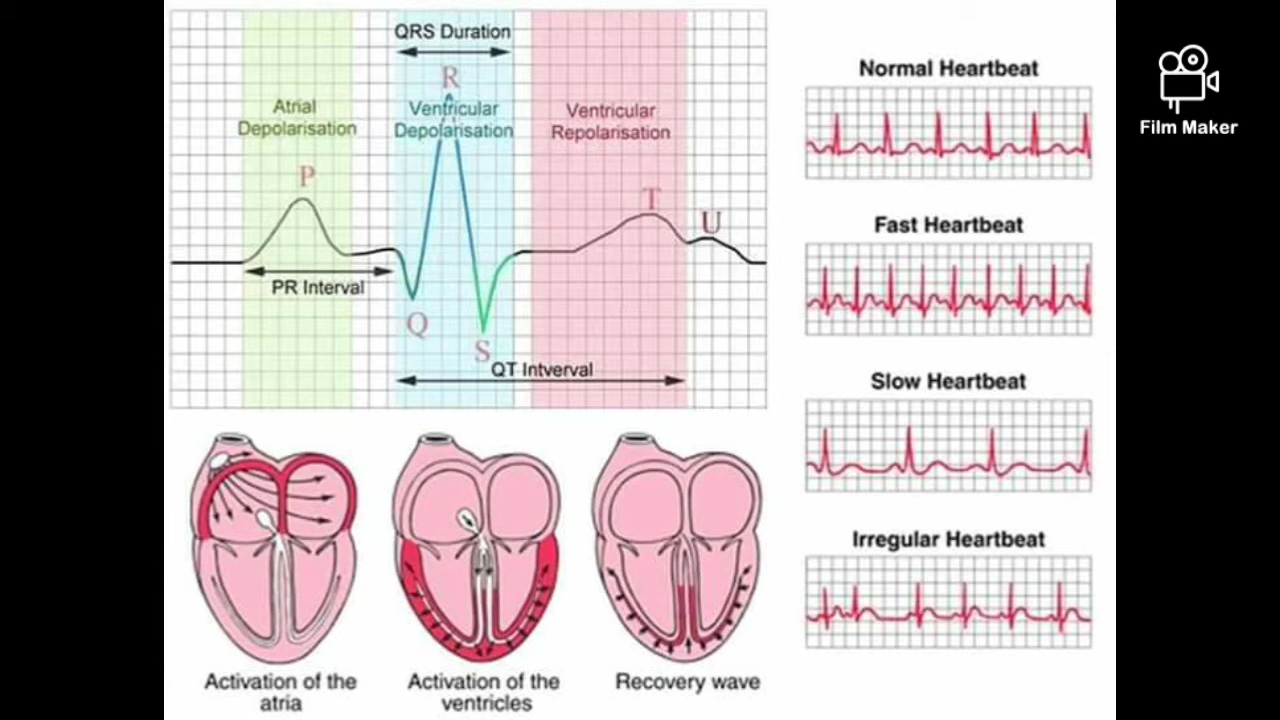 QRS Duration
R
Atrial
Depolarisation
Ventricular
Depolarisation
Ventricular
Repolarisation
P
T
U
PR Interval
Q
S
QT Intverval
Activation of the
atria
Activation of the
ventricles
Recovery wave
Normal Heartbeat
Fast Heartbeat
Slow Heartbeat
Irregular Heartbeat
Film Maker